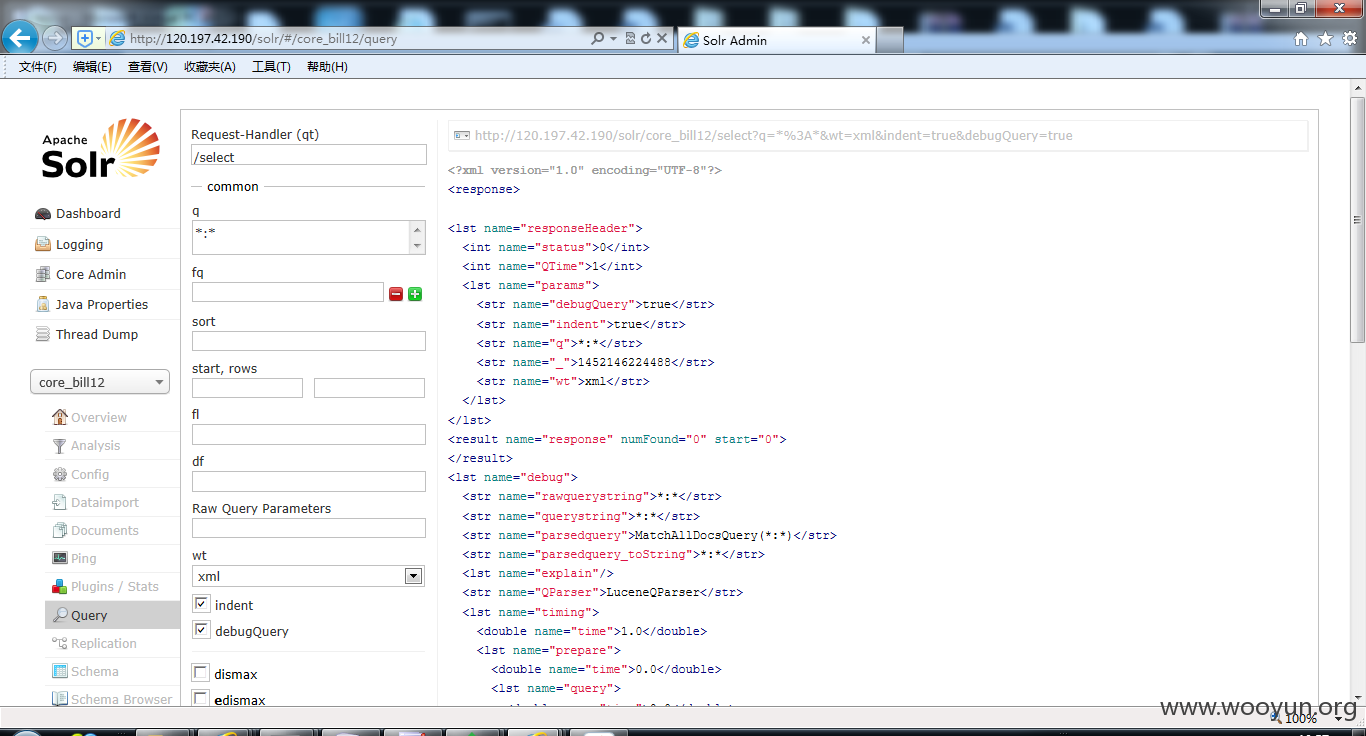 http://120.197.42.190/solr/#/core_bill12/query
Solr Admin
文件(F) 编辑(E) 查看(V) 收藏夹(A) 工具(T) 帮助(H)
Apache
Solr
Dashboard
Logging
Core Admin
Java Properties
Thread Dump
core_bill12
Overview
Analysis
Config
Dataimport
Documents
Ping
Plugins / Stats
Query
Replication
Schema
Schema Browser
Request-Handler (qt)
/select
common
q
*:*
fq
sort
start, rows
fl
df
Raw Query Parameters
wt
xml
indent
debugQuery
dismax
edismax
http://120.197.42.190/solr/core_bill12/select?q=*%3A*&wt=xml&indent=true&debugQuery=true
<?xml version="1.0" encoding="UTF-8"?>
<response>
<lst name="responseHeader">
<int name="status">0</int>
<int name="QTime">1</int>
<lst name="params">
<str name="debugQuery">true</str>
<str name="indent">true</str>
<str name="q">*:*</str>
<str name="_">1452146224488</str>
<str name="wt">xml</str>
</lst>
</lst>
<result name="response" numFound="0" start="0">
</result>
<lst name="debug">
<str name="rawquerystring">*:*</str>
<str name="querystring">*:*</str>
<str name="parsedquery">MatchAllDocsQuery(*:*)</str>
<str name="parsedquery_toString">*:*</str>
<lst name="explain"/>
<str name="QParser">LuceneQParser</str>
<lst name="timing">
<double name="time">1.0</double>
<lst name="prepare">
<double name="time">0.0</double>
<lst name="query">
www.wooyun.org
100%